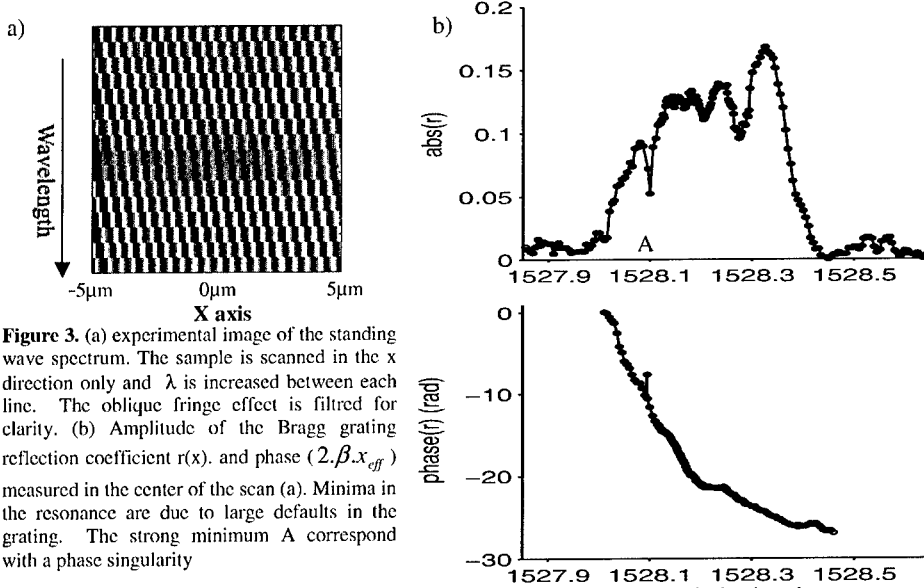 a)
Wavelength
-5µm 0µm 5µm
X axis
Figure 3. (a) experimental image of the standing
wave spectrum. The sample is scanned in the x
direction only and λ is increased between each
line. The oblique fringe effect is filtred for
clarity. (b) Amplitude of the Bragg grating
reflection coefficient r(x). and phase (2.β.x_eff)
measured in the center of the scan (a). Minima in
the resonance are due to large defaults in the
grating. The strong minimum A correspond
with a phase singularity
b)
abs(r)
0.2
0.15
0.1
0.05
0
A
1527.9 1528.1 1528.3 1528.5
phase(r) (rad)
0
−10
−20
−30
1527.9 1528.1 1528.3 1528.5